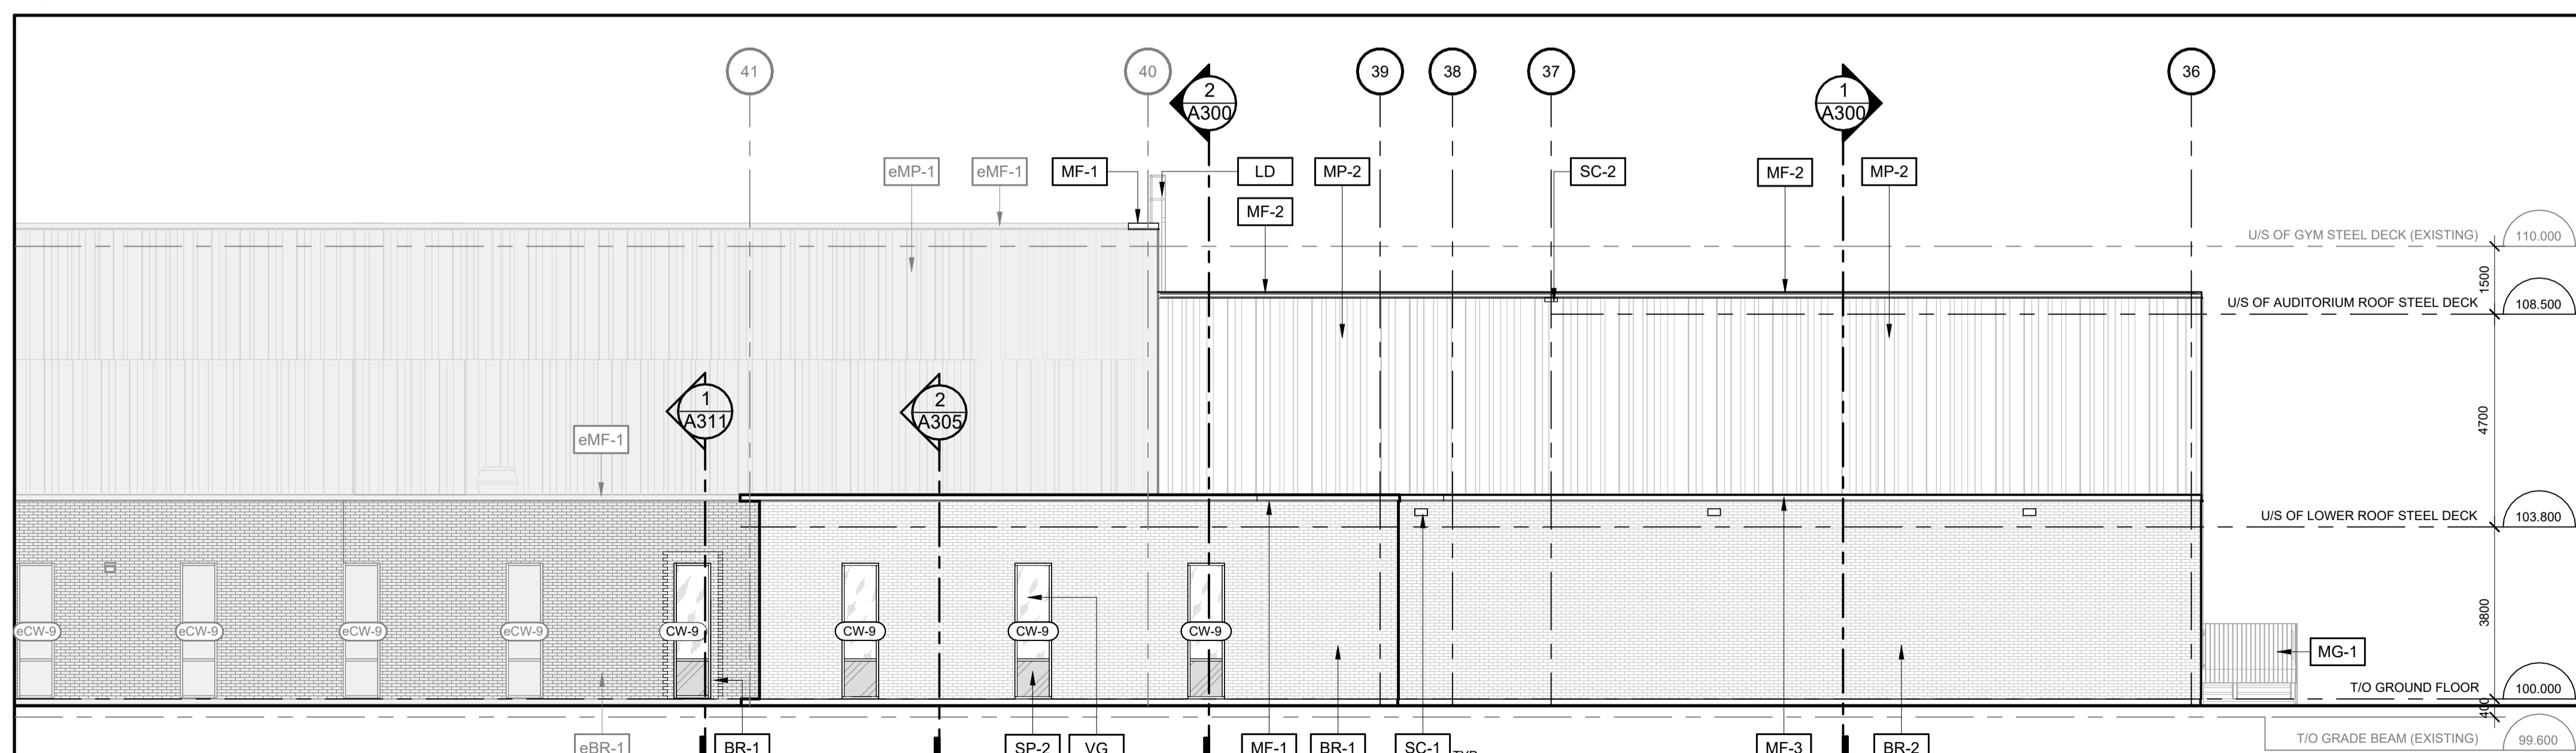 41
40
39
38
37
36
2
A300
1
A300
eMP-1
eMF-1
MF-1
LD
MP-2
SC-2
MF-2
MP-2
MF-2
U/S OF GYM STEEL DECK (EXISTING)
110.000
1500
U/S OF AUDITORIUM ROOF STEEL DECK
108.500
1
A311
2
A305
4700
eMF-1
U/S OF LOWER ROOF STEEL DECK
103.800
3800
eCW-9
eCW-9
eCW-9
eCW-9
CW-9
CW-9
CW-9
CW-9
MG-1
T/O GROUND FLOOR
100.000
400
T/O GRADE BEAM (EXISTING)
99.600
eBR-1
BR-1
SP-2
VG
MF-1
BR-1
SC-1
TYP
MF-3
BR-2